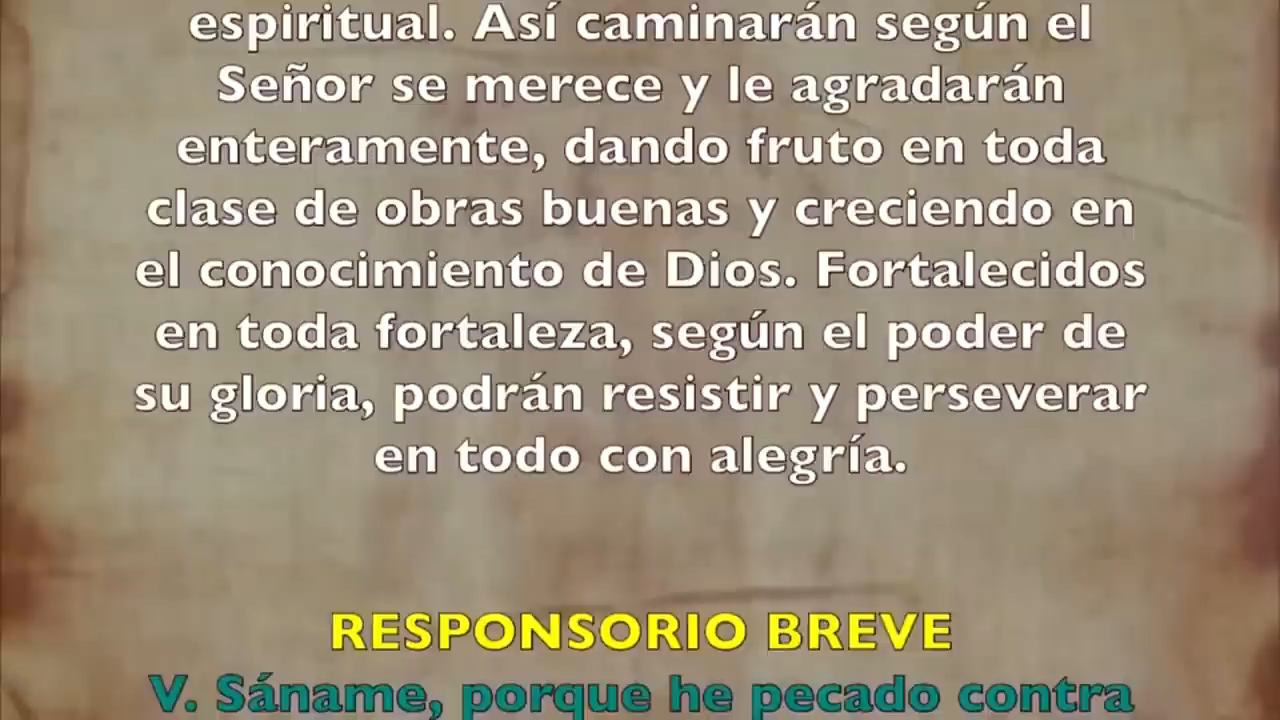 espiritual. Así caminarán según el
Señor se merece y le agradarán
enteramente, dando fruto en toda
clase de obras buenas y creciendo en
el conocimiento de Dios. Fortalecidos
en toda fortaleza, según el poder de
su gloria, podrán resistir y perseverar
en todo con alegría.
RESPONSORIO BREVE
V. Sáname, porque he pecado contra